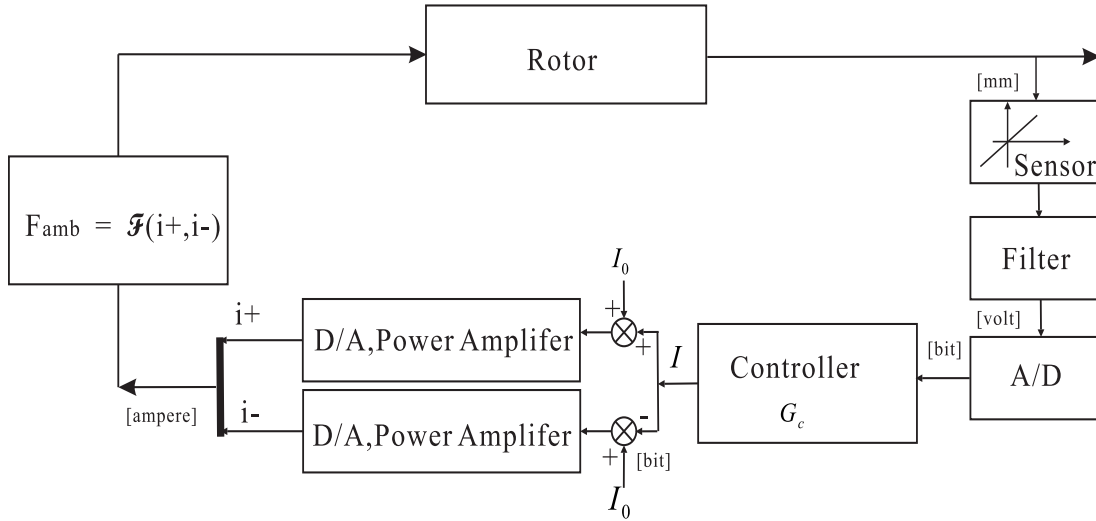 Rotor
[mm]
Sensor
Famb = 𝓕(i+,i-)
Filter
I0
[volt]
i+
D/A,Power Amplifer
+
+
I
Controller
Gc
[bit]
A/D
[ampere]
i-
D/A,Power Amplifer
-
+
[bit]
I0